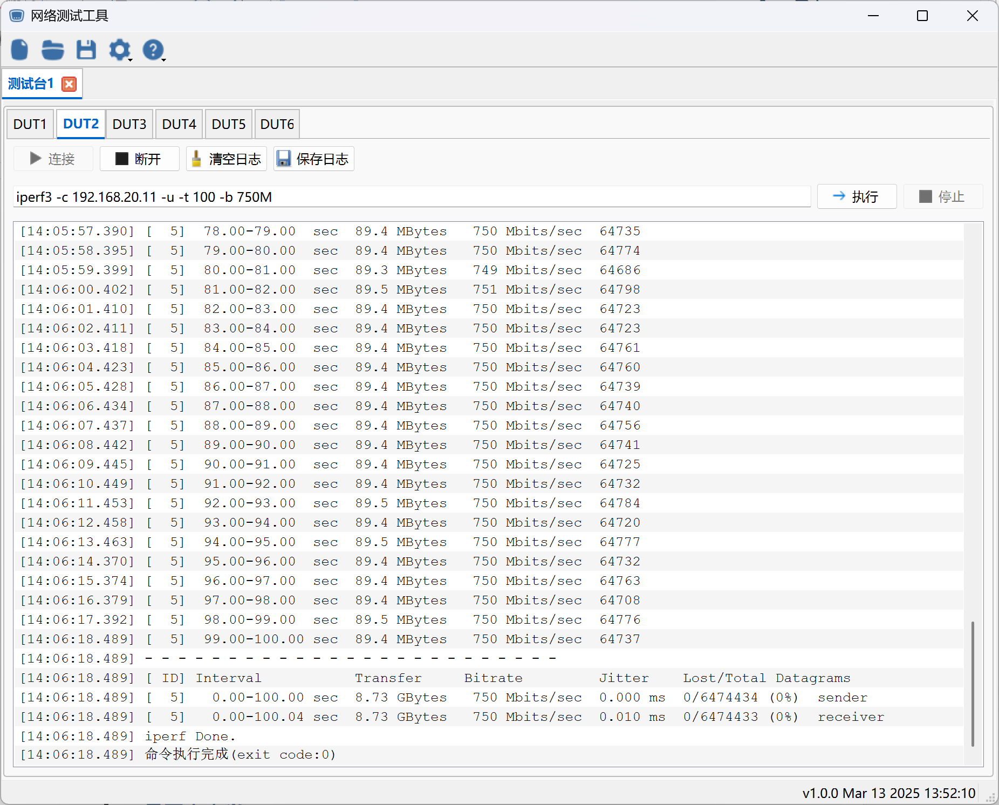 网络测试工具
测试台1
DUT1 DUT2 DUT3 DUT4 DUT5 DUT6
连接 断开 清空日志 保存日志
iperf3 -c 192.168.20.11 -u -t 100 -b 750M 执行 停止
[14:05:57.390] [  5]  78.00-79.00  sec  89.4 MBytes   750 Mbits/sec  64735
[14:05:58.395] [  5]  79.00-80.00  sec  89.4 MBytes   750 Mbits/sec  64774
[14:05:59.399] [  5]  80.00-81.00  sec  89.3 MBytes   749 Mbits/sec  64686
[14:06:00.402] [  5]  81.00-82.00  sec  89.5 MBytes   751 Mbits/sec  64798
[14:06:01.410] [  5]  82.00-83.00  sec  89.4 MBytes   750 Mbits/sec  64723
[14:06:02.411] [  5]  83.00-84.00  sec  89.4 MBytes   750 Mbits/sec  64723
[14:06:03.418] [  5]  84.00-85.00  sec  89.4 MBytes   750 Mbits/sec  64761
[14:06:04.423] [  5]  85.00-86.00  sec  89.4 MBytes   750 Mbits/sec  64760
[14:06:05.428] [  5]  86.00-87.00  sec  89.4 MBytes   750 Mbits/sec  64739
[14:06:06.434] [  5]  87.00-88.00  sec  89.4 MBytes   750 Mbits/sec  64740
[14:06:07.437] [  5]  88.00-89.00  sec  89.4 MBytes   750 Mbits/sec  64756
[14:06:08.442] [  5]  89.00-90.00  sec  89.4 MBytes   750 Mbits/sec  64741
[14:06:09.445] [  5]  90.00-91.00  sec  89.4 MBytes   750 Mbits/sec  64725
[14:06:10.449] [  5]  91.00-92.00  sec  89.4 MBytes   750 Mbits/sec  64732
[14:06:11.453] [  5]  92.00-93.00  sec  89.5 MBytes   750 Mbits/sec  64784
[14:06:12.458] [  5]  93.00-94.00  sec  89.4 MBytes   750 Mbits/sec  64720
[14:06:13.463] [  5]  94.00-95.00  sec  89.5 MBytes   750 Mbits/sec  64777
[14:06:14.370] [  5]  95.00-96.00  sec  89.4 MBytes   750 Mbits/sec  64732
[14:06:15.374] [  5]  96.00-97.00  sec  89.4 MBytes   750 Mbits/sec  64763
[14:06:16.379] [  5]  97.00-98.00  sec  89.4 MBytes   750 Mbits/sec  64708
[14:06:17.392] [  5]  98.00-99.00  sec  89.5 MBytes   750 Mbits/sec  64776
[14:06:18.489] [  5]  99.00-100.00 sec  89.4 MBytes   750 Mbits/sec  64737
[14:06:18.489] - - - - - - - - - - - - - - - - - - - - - - - - -
[14:06:18.489] [ ID] Interval           Transfer     Bitrate         Jitter    Lost/Total Datagrams
[14:06:18.489] [  5]   0.00-100.00 sec  8.73 GBytes   750 Mbits/sec  0.000 ms  0/6474434 (0%)  sender
[14:06:18.489] [  5]   0.00-100.04 sec  8.73 GBytes   750 Mbits/sec  0.010 ms  0/6474433 (0%)  receiver
[14:06:18.489] iperf Done.
[14:06:18.489] 命令执行完成(exit code:0)
v1.0.0 Mar 13 2025 13:52:10